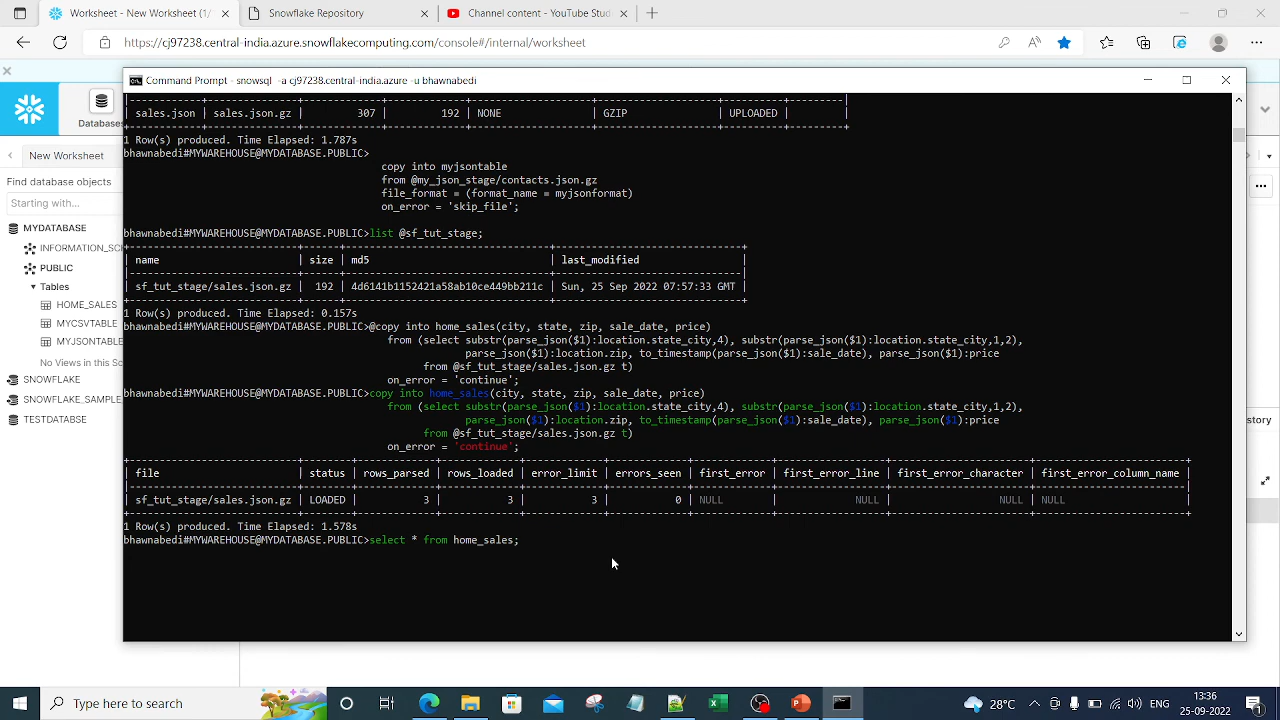 Worksheet - New Worksheet (1/
Snowflake Repository
Channel content - YouTube Stud
https://cj97238.central-india.azure.snowflakecomputing.com/console#/internal/worksheet
Command Prompt - snowsql -a cj97238.central-india.azure -u bhawnabedi
Databases
New Worksheet
Find database objects
Starting with...
MYDATABASE
INFORMATION_SC
PUBLIC
Tables
HOME_SALES
MYCSVTABLE
MYJSONTABLE
No Views in this Sc
SNOWFLAKE
SNOWFLAKE_SAMPLE
TESTDATABSE
| sales.json | sales.json.gz | 307 | 192 | NONE | GZIP | UPLOADED |
1 Row(s) produced. Time Elapsed: 1.787s
bhawnabedi#MYWAREHOUSE@MYDATABASE.PUBLIC>
copy into myjsontable
from @my_json_stage/contacts.json.gz
file_format = (format_name = myjsonformat)
on_error = 'skip_file';
bhawnabedi#MYWAREHOUSE@MYDATABASE.PUBLIC>list @sf_tut_stage;
| name | size | md5 | last_modified |
| sf_tut_stage/sales.json.gz | 192 | 4d6141b1152421a58ab10ce449bb211c | Sun, 25 Sep 2022 07:57:33 GMT |
1 Row(s) produced. Time Elapsed: 0.157s
bhawnabedi#MYWAREHOUSE@MYDATABASE.PUBLIC>@copy into home_sales(city, state, zip, sale_date, price)
from (select substr(parse_json($1):location.state_city,4), substr(parse_json($1):location.state_city,1,2),
parse_json($1):location.zip, to_timestamp(parse_json($1):sale_date), parse_json($1):price
from @sf_tut_stage/sales.json.gz t)
on_error = 'continue';
bhawnabedi#MYWAREHOUSE@MYDATABASE.PUBLIC>copy into home_sales(city, state, zip, sale_date, price)
from (select substr(parse_json($1):location.state_city,4), substr(parse_json($1):location.state_city,1,2),
parse_json($1):location.zip, to_timestamp(parse_json($1):sale_date), parse_json($1):price
from @sf_tut_stage/sales.json.gz t)
on_error = 'continue';
| file | status | rows_parsed | rows_loaded | error_limit | errors_seen | first_error | first_error_line | first_error_character | first_error_column_name |
| sf_tut_stage/sales.json.gz | LOADED | 3 | 3 | 3 | 0 | NULL | NULL | NULL | NULL |
1 Row(s) produced. Time Elapsed: 1.578s
bhawnabedi#MYWAREHOUSE@MYDATABASE.PUBLIC>select * from home_sales;
story
Type here to search
28°C
ENG
13:36
25-09-2022